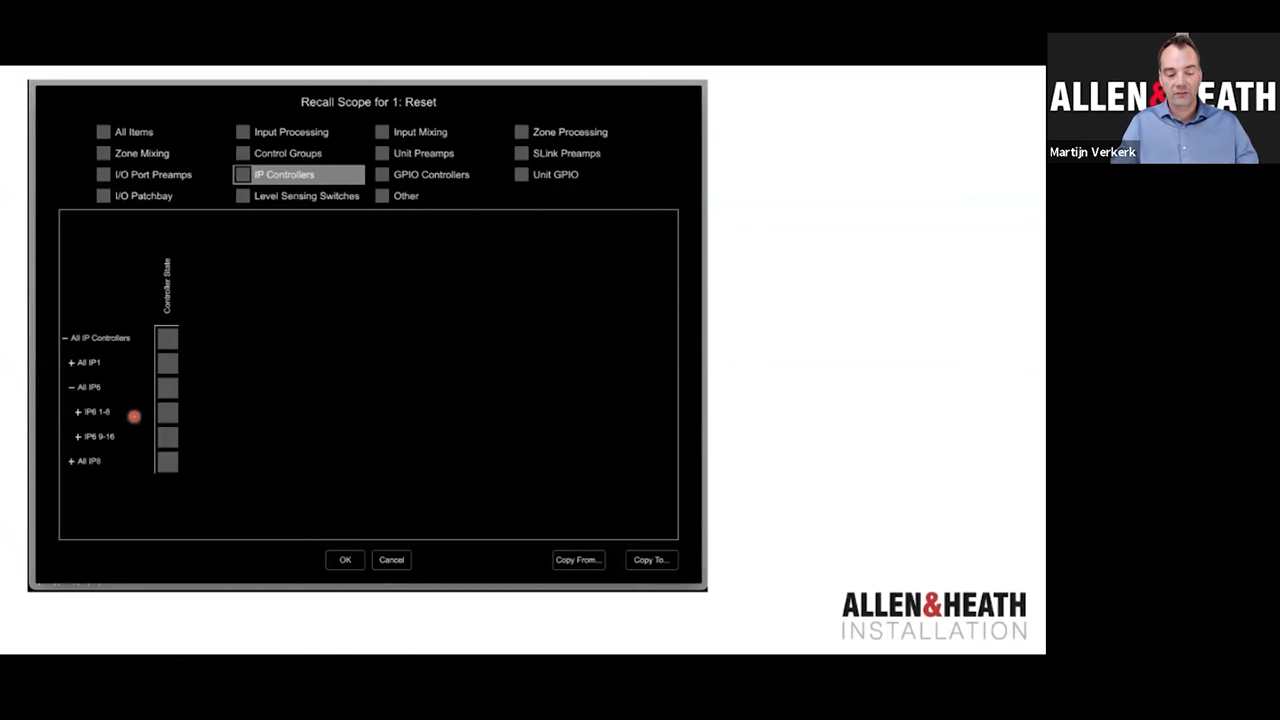 Recall Scope for 1: Reset
All Items
Input Processing
Input Mixing
Zone Processing
Zone Mixing
Control Groups
Unit Preamps
SLink Preamps
I/O Port Preamps
IP Controllers
GPIO Controllers
Unit GPIO
I/O Patchbay
Level Sensing Switches
Other
Controller State
All IP Controllers
All IP1
All IP6
IP6 1-8
IP6 9-16
All IP8
OK
Cancel
Copy From...
Copy To...
ALLEN&HEATH
INSTALLATION
ALLEN&HEATH
Martijn Verkerk